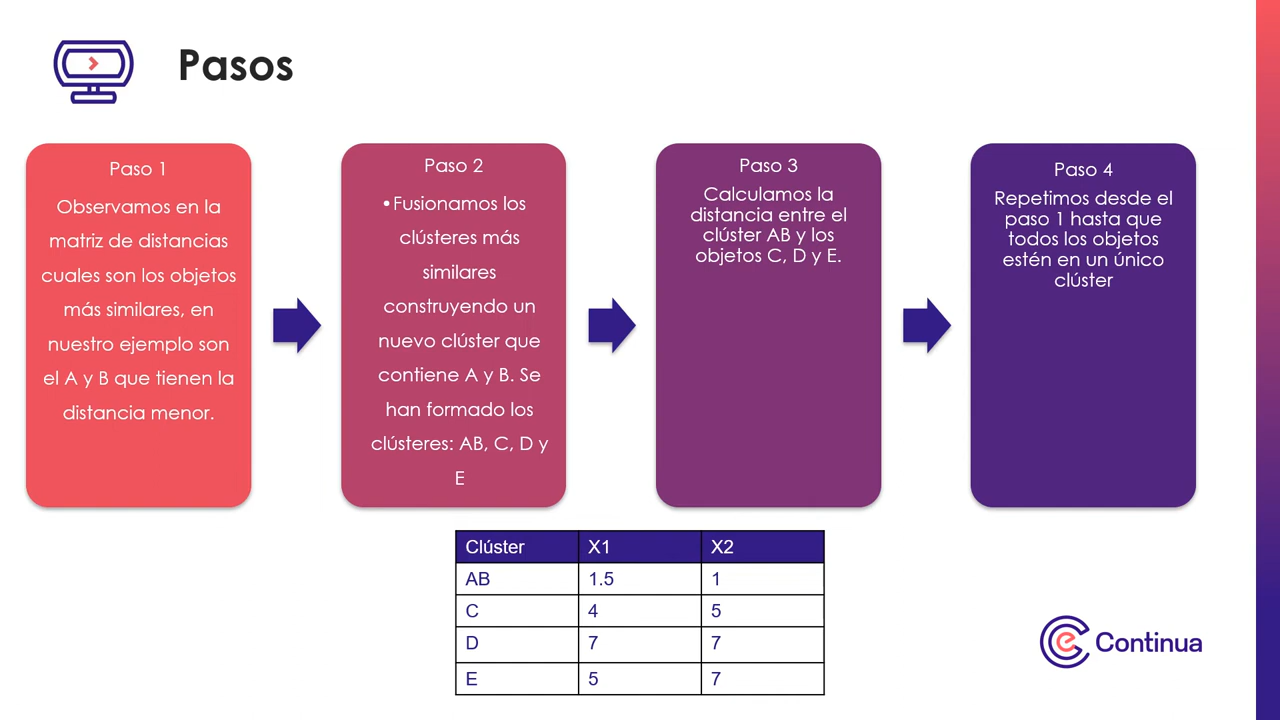 Pasos
Paso 1
Observamos en la
matriz de distancias
cuales son los objetos
más similares, en
nuestro ejemplo son
el A y B que tienen la
distancia menor.
Paso 2
•Fusionamos los
clústeres más
similares
construyendo un
nuevo clúster que
contiene A y B. Se
han formado los
clústeres: AB, C, D y
E
Paso 3
Calculamos la
distancia entre el
clúster AB y los
objetos C, D y E.
Paso 4
Repetimos desde el
paso 1 hasta que
todos los objetos
estén en un único
clúster
Clúster X1 X2
AB 1.5 1
C 4 5
D 7 7
E 5 7
e Continua